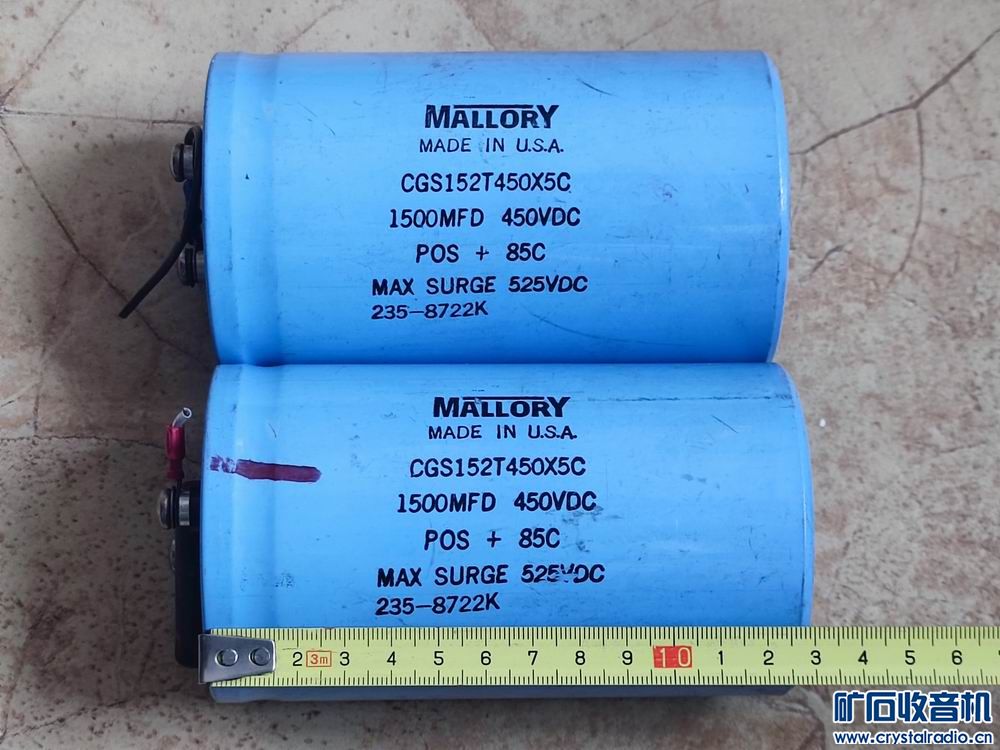 MALLORY
MADE IN U.S.A.
CGS152T450X5C
1500MFD 450VDC
POS + 85C
MAX SURGE 525VDC
235-8722K
MALLORY
MADE IN U.S.A.
CGS152T450X5C
1500MFD 450VDC
POS + 85C
MAX SURGE 525VDC
235-8722K
2 3m 3 4 5 6 7 8 9 10 1 2 3 4 5 6 7
矿石收音机
www.crystalradio.cn